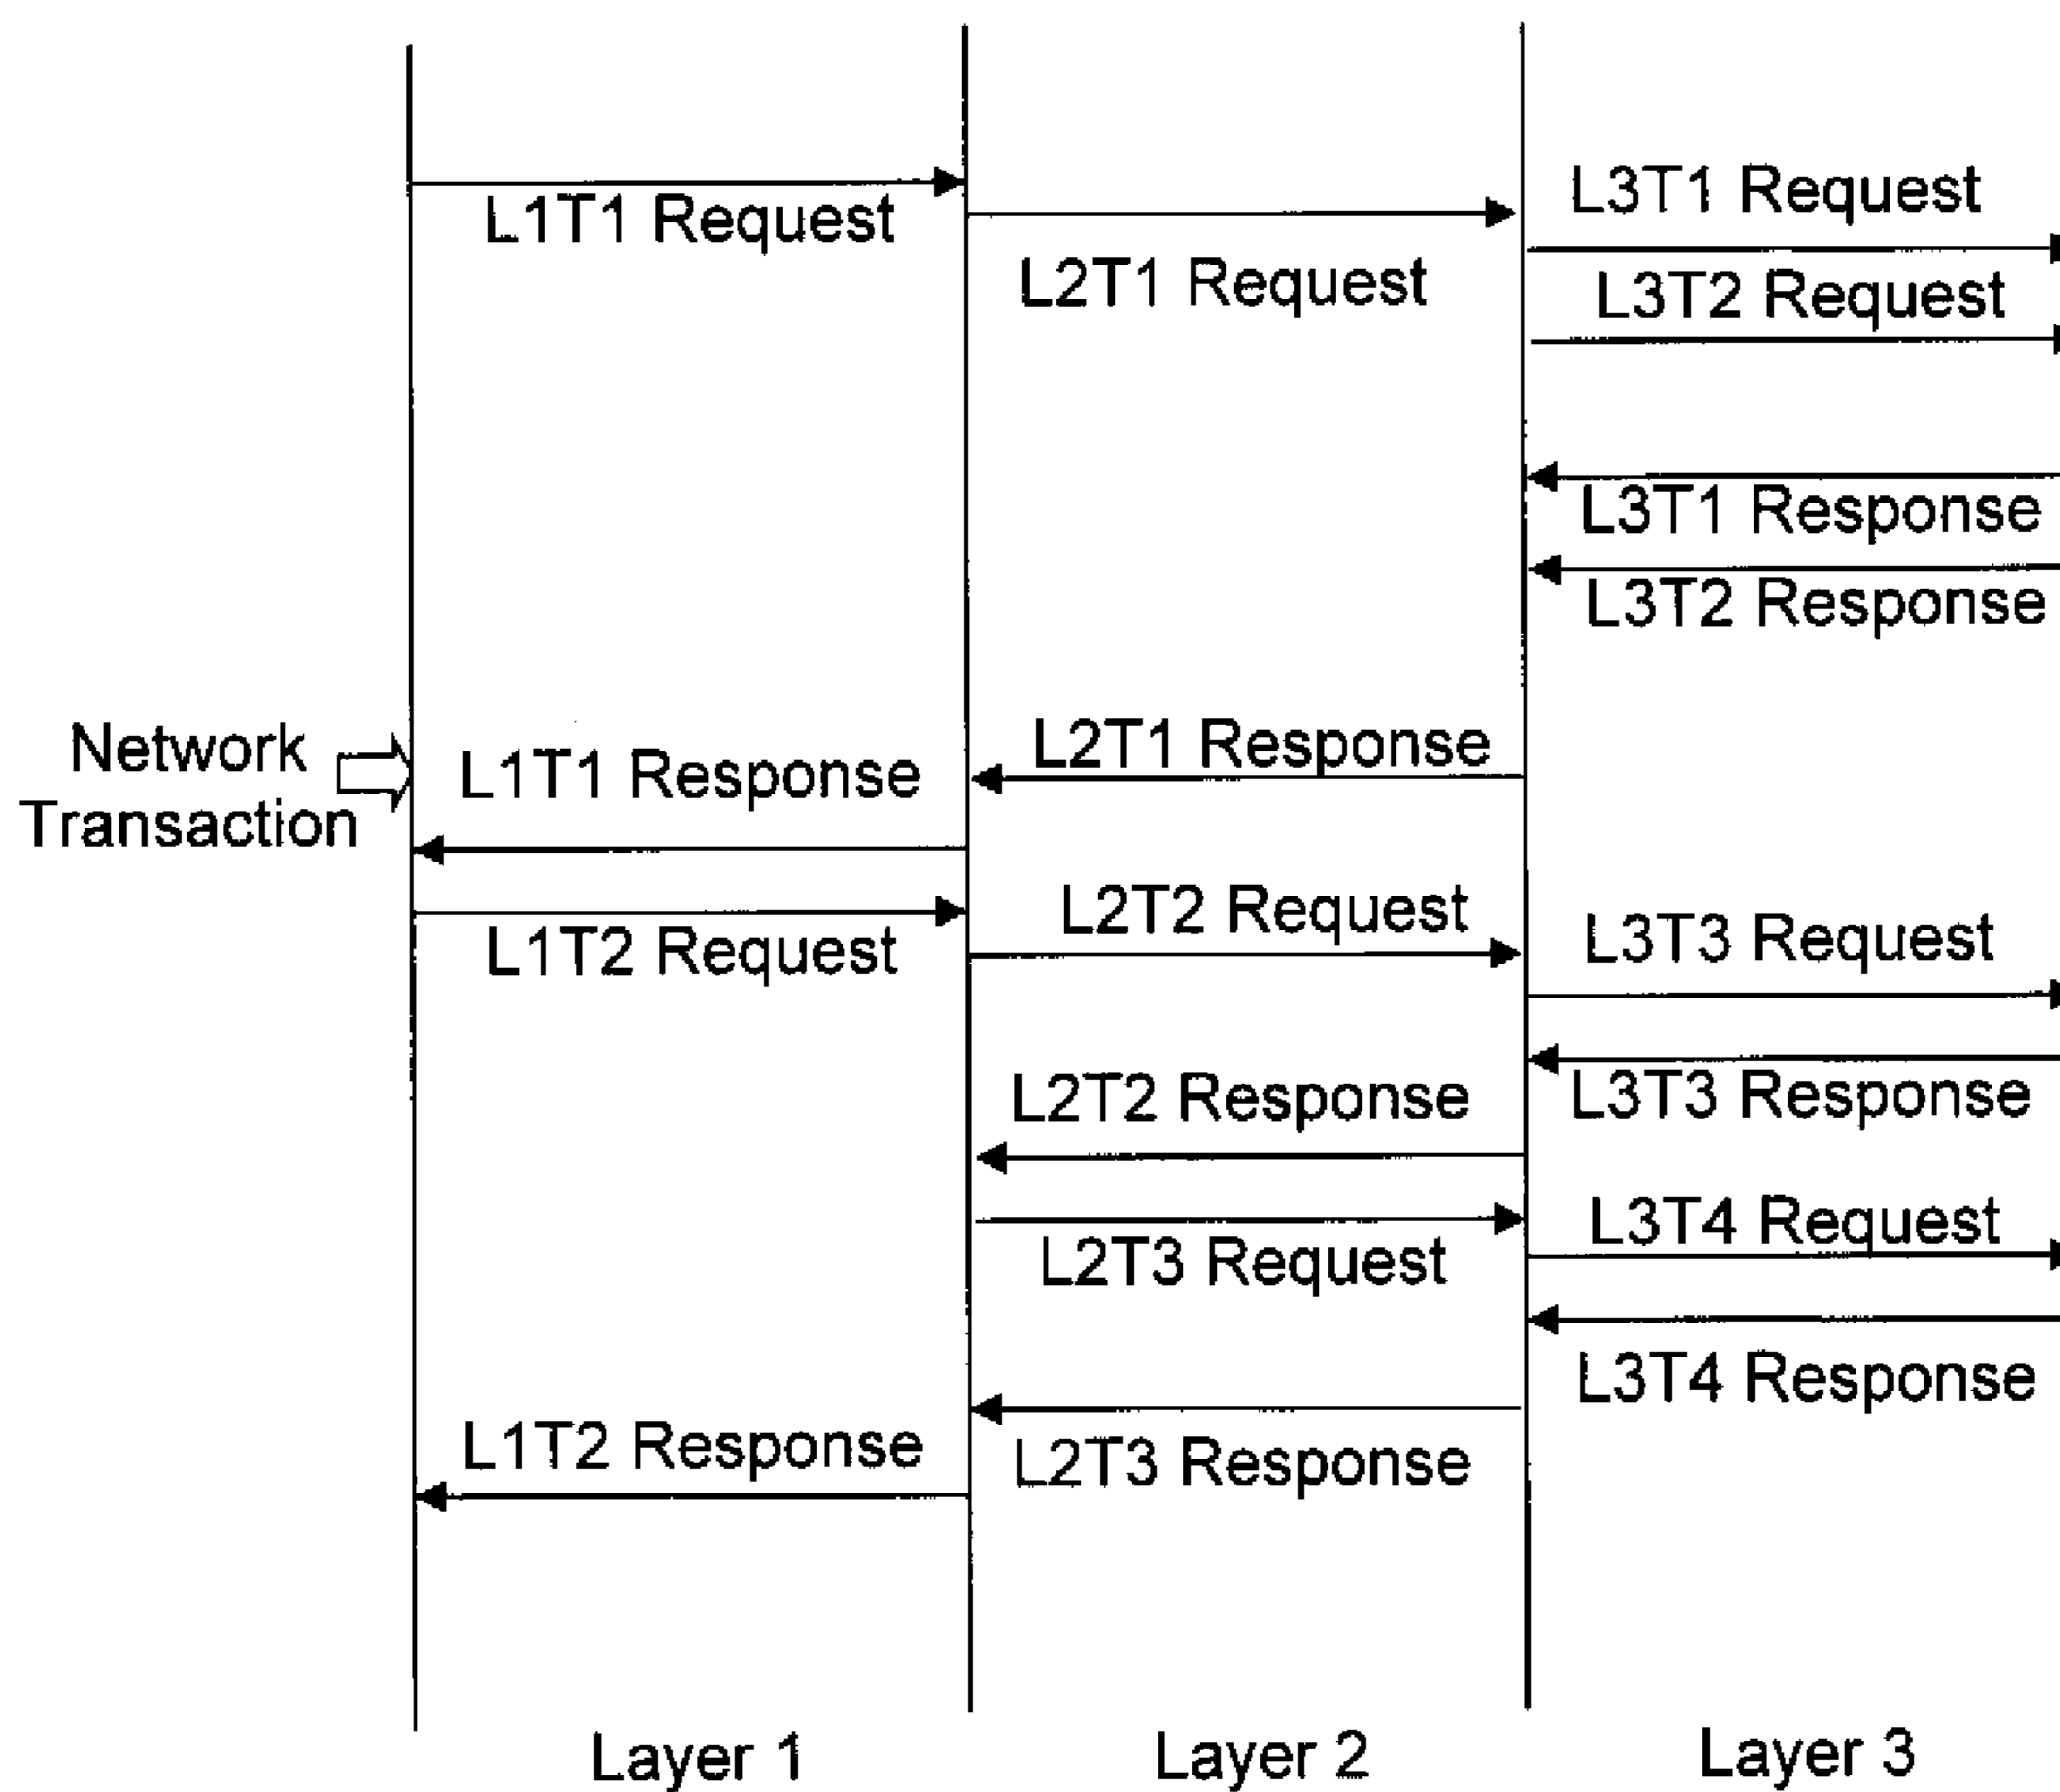 L3T1 Request
L1T1 Request
L2T1 Request
L3T2 Request
L3T1 Response
L3T2 Response
Network
Transaction
L2T1 Response
L1T1 Response
L2T2 Request
L1T2 Request
L3T3 Request
L2T2 Response
L3T3 Response
L3T4 Request
L2T3 Request
L3T4 Response
L1T2 Response
L2T3 Response
Layer 1
Layer 2
Layer 3